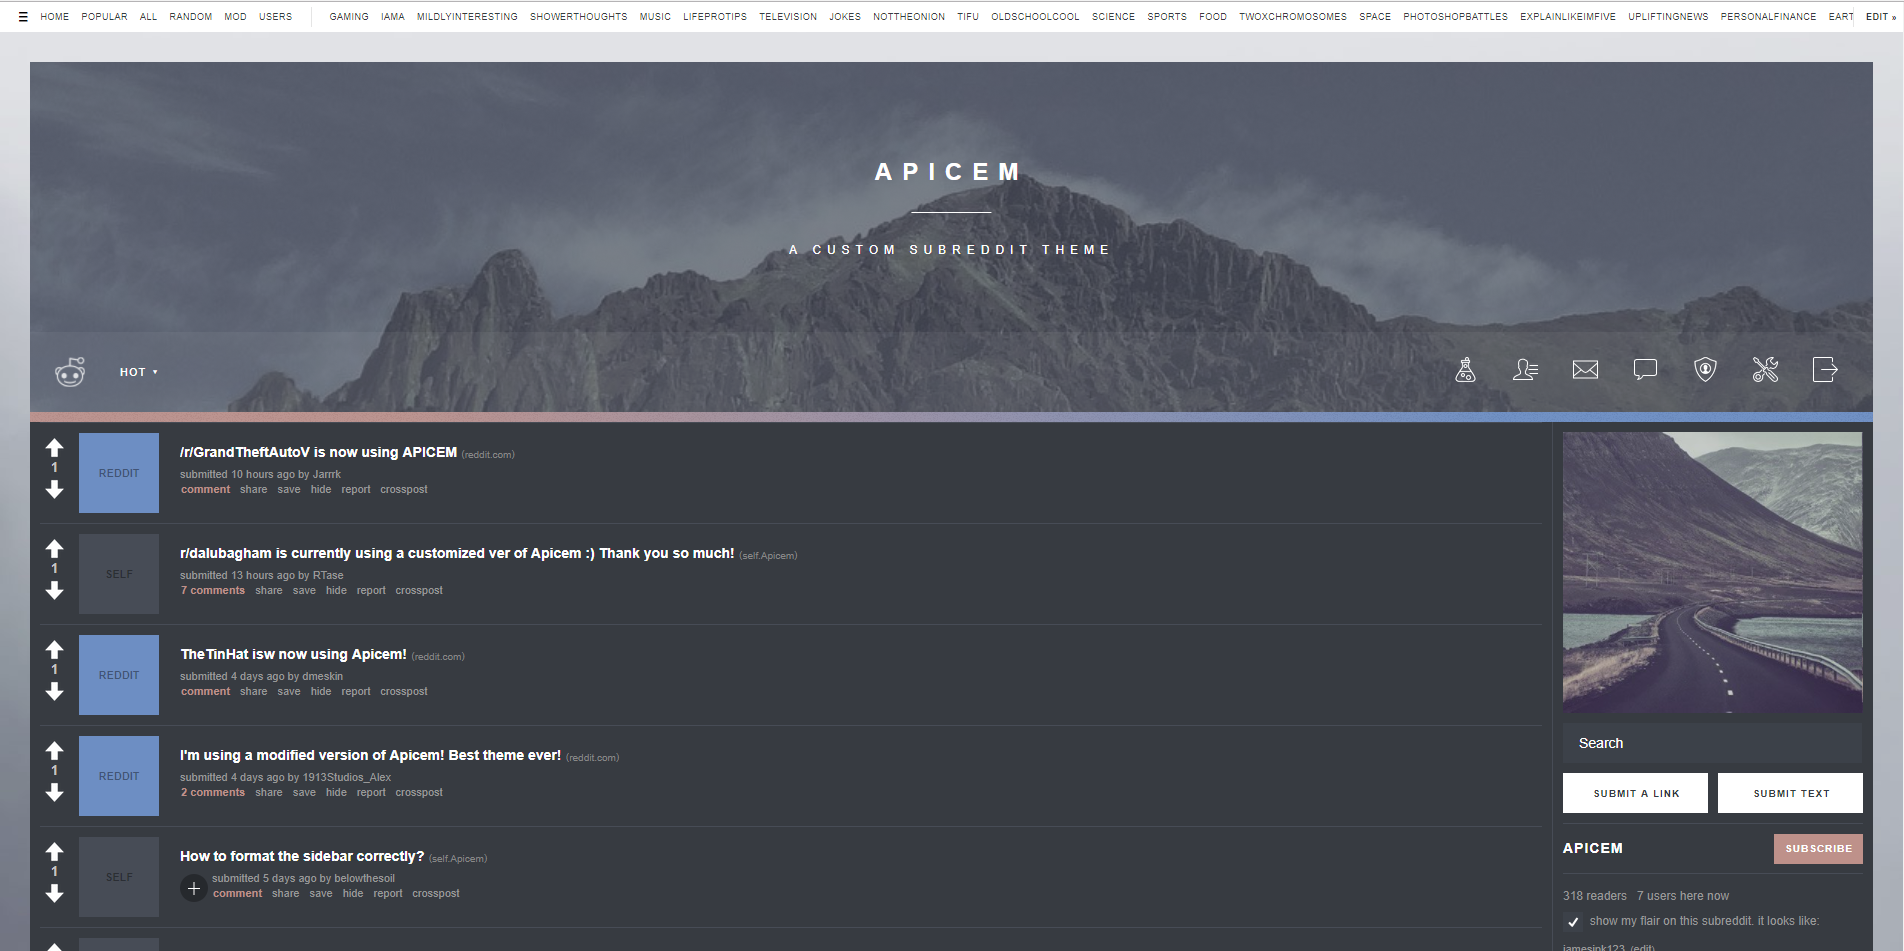 HOME POPULAR ALL RANDOM MOD USERS GAMING IAMA MILDLYINTERESTING SHOWERTHOUGHTS MUSIC LIFEPROTIPS TELEVISION JOKES NOTTHEONION TIFU OLDSCHOOLCOOL SCIENCE SPORTS FOOD TWOXCHROMOSOMES SPACE PHOTOSHOPBATTLES EXPLAINLIKEIMFIVE UPLIFTINGNEWS PERSONALFINANCE EART EDIT »
APICEM
A CUSTOM SUBREDDIT THEME
HOT ▾
1
REDDIT
/r/GrandTheftAutoV is now using APICEM (reddit.com)
submitted 10 hours ago by Jarrrk
comment share save hide report crosspost
1
SELF
r/dalubagham is currently using a customized ver of Apicem :) Thank you so much! (self.Apicem)
submitted 13 hours ago by RTase
7 comments share save hide report crosspost
1
REDDIT
TheTinHat isw now using Apicem! (reddit.com)
submitted 4 days ago by dmeskin
comment share save hide report crosspost
1
REDDIT
I'm using a modified version of Apicem! Best theme ever! (reddit.com)
submitted 4 days ago by 1913Studios_Alex
2 comments share save hide report crosspost
1
SELF
How to format the sidebar correctly? (self.Apicem)
submitted 5 days ago by belowthesoil
comment share save hide report crosspost
Search
SUBMIT A LINK SUBMIT TEXT
APICEM SUBSCRIBE
318 readers 7 users here now
show my flair on this subreddit. it looks like:
jamesink123 (edit)